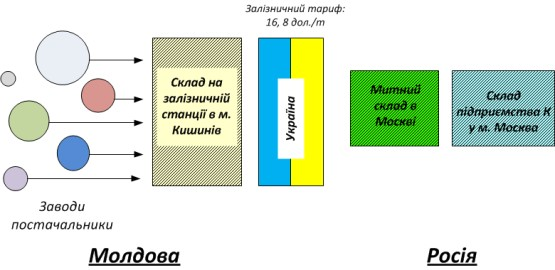 Залізничний тариф:
16, 8 дол./т
Склад на
залізничній
станції в м.
Кишинів
Україна
Митний
склад в
Москві
Склад
підприємства К
у м. Москва
Заводи
постачальники
Молдова
Росія